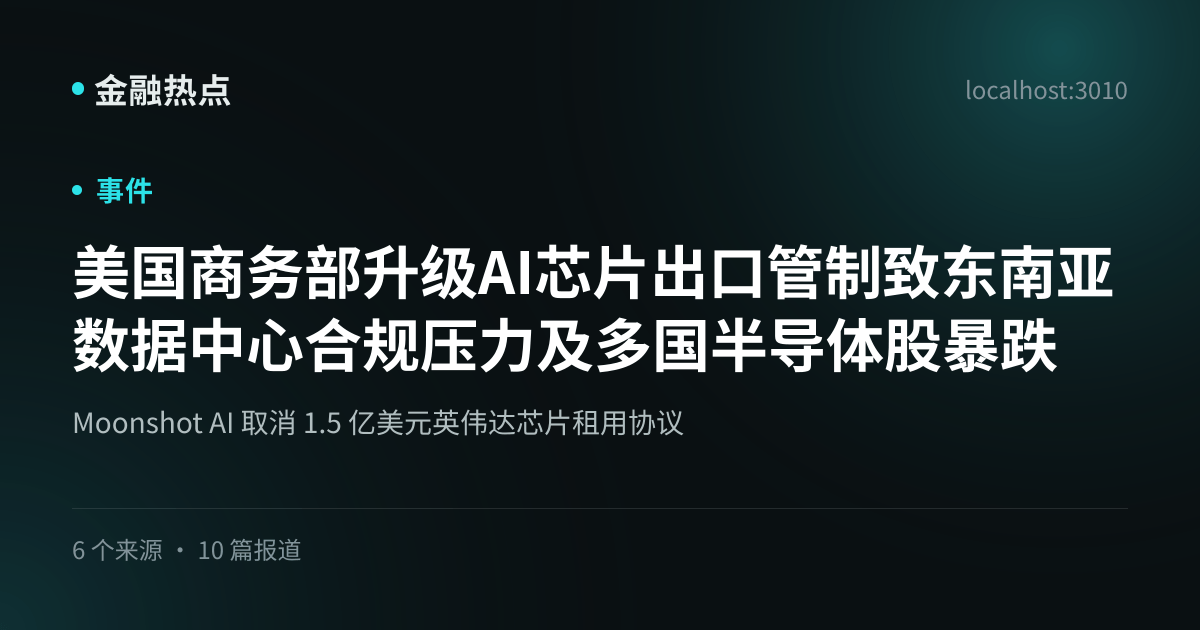 金融热点
localhost:3010
事件
美国商务部升级AI芯片出口管制致东南亚
数据中心合规压力及多国半导体股暴跌
Moonshot AI 取消 1.5 亿美元英伟达芯片租用协议
6 个来源 · 10 篇报道